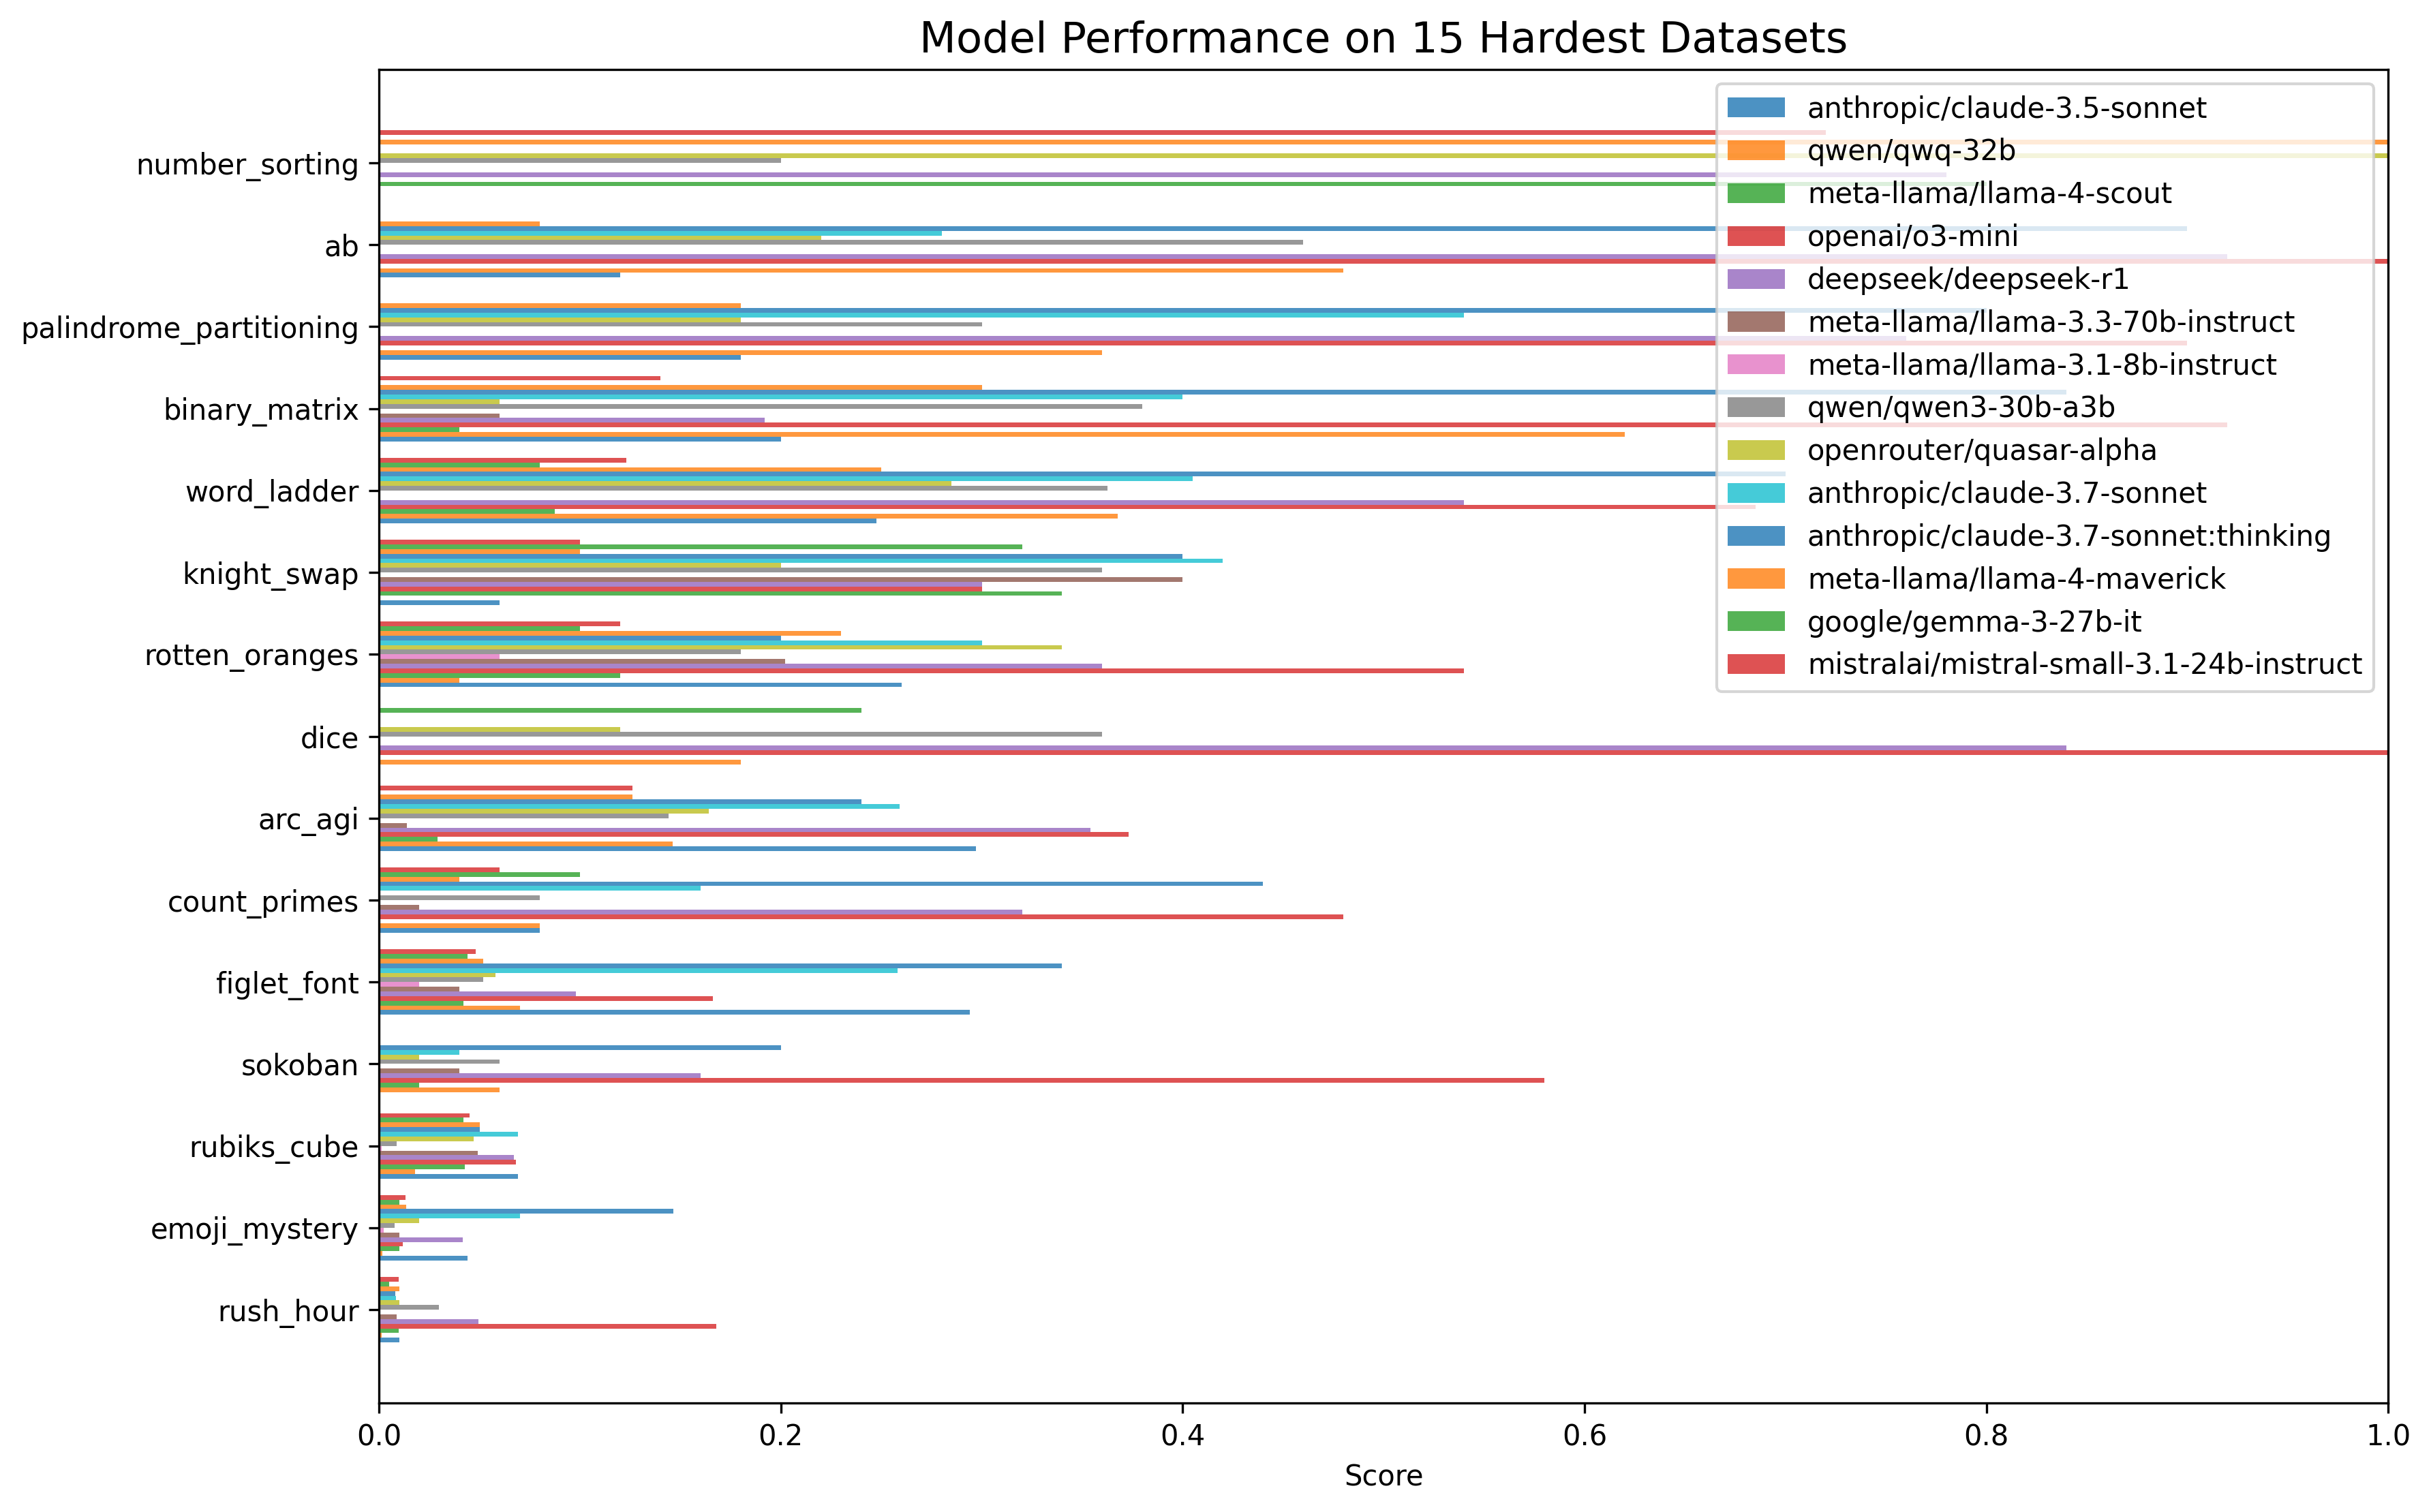 Model Performance on 15 Hardest Datasets
anthropic/claude-3.5-sonnet
qwen/qwq-32b
meta-llama/llama-4-scout
openai/o3-mini
deepseek/deepseek-r1
meta-llama/llama-3.3-70b-instruct
meta-llama/llama-3.1-8b-instruct
qwen/qwen3-30b-a3b
openrouter/quasar-alpha
anthropic/claude-3.7-sonnet
anthropic/claude-3.7-sonnet:thinking
meta-llama/llama-4-maverick
google/gemma-3-27b-it
mistralai/mistral-small-3.1-24b-instruct
number_sorting
ab
palindrome_partitioning
binary_matrix
word_ladder
knight_swap
rotten_oranges
dice
arc_agi
count_primes
figlet_font
sokoban
rubiks_cube
emoji_mystery
rush_hour
0.0 0.2 0.4 0.6 0.8 1.0
Score